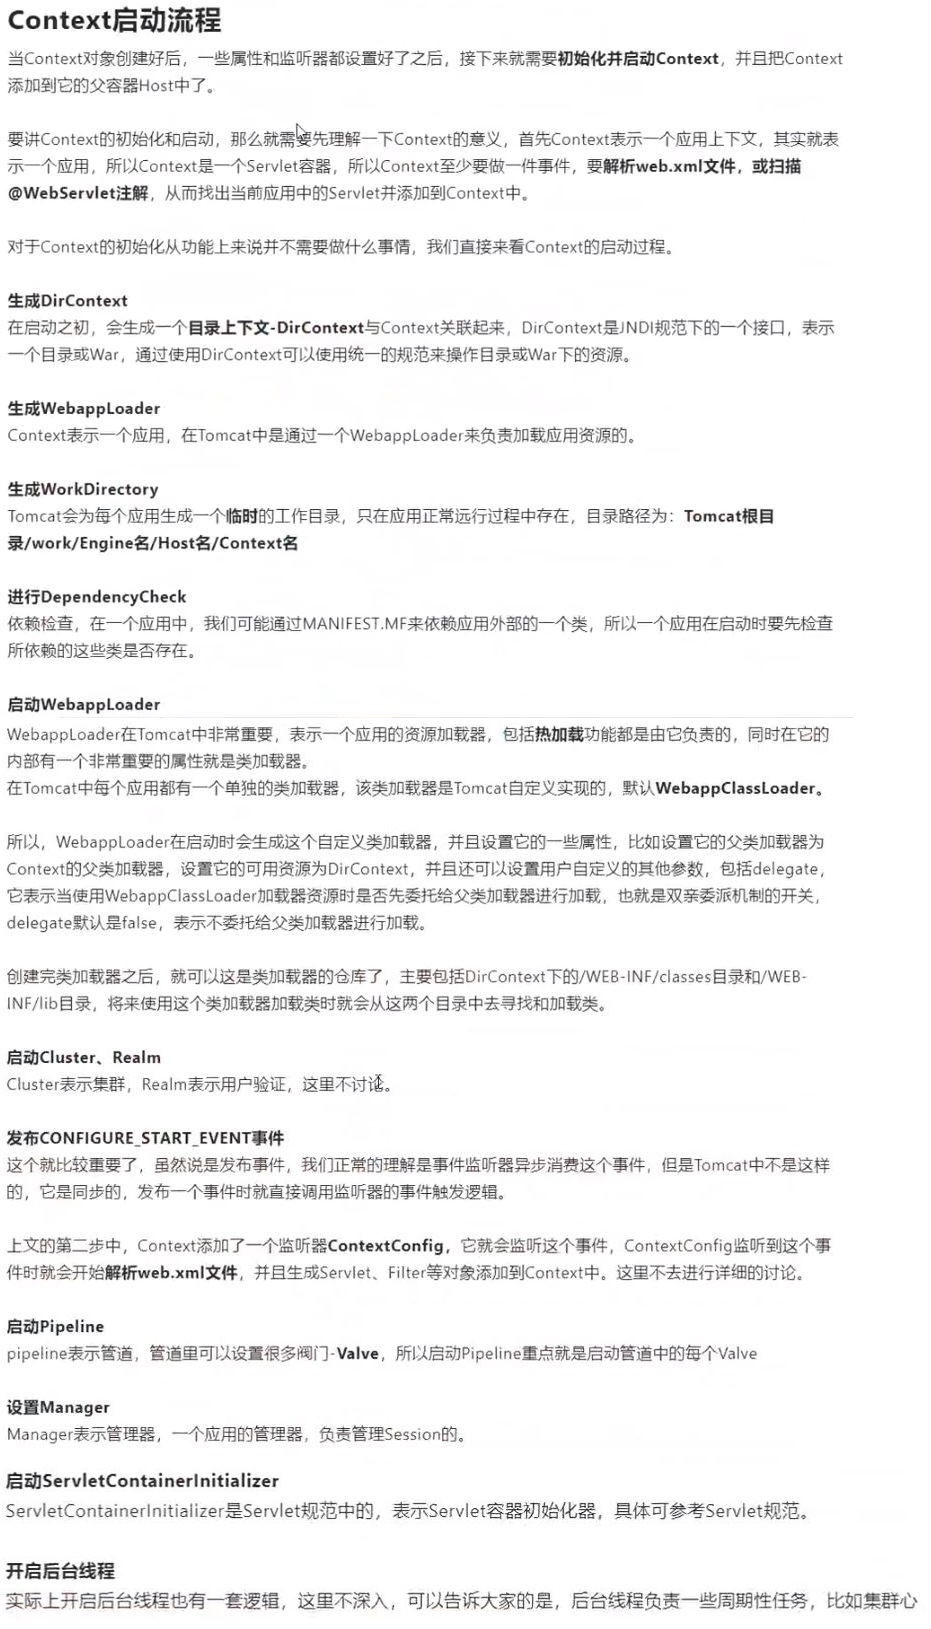 Context启动流程
当Context对象创建好后，一些属性和监听器都设置好了之后，接下来就需要初始化并启动Context，并且把Context
添加到它的父容器Host中了。
要讲Context的初始化和启动，那么就需要先理解一下Context的意义，首先Context表示一个应用上下文，其实就表
示一个应用，所以Context是一个Servlet容器，所以Context至少要做一件事件，要解析web.xml文件，或扫描
@WebServlet注解，从而找出当前应用中的Servlet并添加到Context中。
对于Context的初始化从功能上来说并不需要做什么事情，我们直接来看Context的启动过程。
生成DirContext
在启动之初，会生成一个目录上下文-DirContext与Context关联起来，DirContext是JNDI规范下的一个接口，表示
一个目录或War，通过使用DirContext可以使用统一的规范来操作目录或War下的资源。
生成WebappLoader
Context表示一个应用，在Tomcat中是通过一个WebappLoader来负责加载应用资源的。
生成WorkDirectory
Tomcat会为每个应用生成一个临时的工作目录，只在应用正常远行过程中存在，目录路径为：Tomcat根目
录/work/Engine名/Host名/Context名
进行DependencyCheck
依赖检查，在一个应用中，我们可能通过MANIFEST.MF来依赖应用外部的一个类，所以一个应用在启动时要先检查
所依赖的这些类是否存在。
启动WebappLoader
WebappLoader在Tomcat中非常重要，表示一个应用的资源加载器，包括热加载功能都是由它负责的，同时在它的
内部有一个非常重要的属性就是类加载器。
在Tomcat中每个应用都有一个单独的类加载器，该类加载器是Tomcat自定义实现的，默认WebappClassLoader。
所以，WebappLoader在启动时会生成这个自定义类加载器，并且设置它的一些属性，比如设置它的父类加载器为
Context的父类加载器，设置它的可用资源为DirContext，并且还可以设置用户自定义的其他参数，包括delegate，
它表示当使用WebappClassLoader加载器资源时是否先委托给父类加载器进行加载，也就是双亲委派机制的开关，
delegate默认是false，表示不委托给父类加载器进行加载。
创建完类加载器之后，就可以这是类加载器的仓库了，主要包括DirContext下的/WEB-INF/classes目录和/WEB-
INF/lib目录，将来使用这个类加载器加载类时就会从这两个目录中去寻找和加载类。
启动Cluster、Realm
Cluster表示集群，Realm表示用户验证，这里不讨论。
发布CONFIGURE_START_EVENT事件
这个就比较重要了，虽然说是发布事件，我们正常的理解是事件监听器异步消费这个事件，但是Tomcat中不是这样
的，它是同步的，发布一个事件时就直接调用监听器的事件触发逻辑。
上文的第二步中，Context添加了一个监听器ContextConfig，它就会监听这个事件，ContextConfig监听到这个事
件时就会开始解析web.xml文件，并且生成Servlet、Filter等对象添加到Context中。这里不去进行详细的讨论。
启动Pipeline
pipeline表示管道，管道里可以设置很多阀门-Valve，所以启动Pipeline重点就是启动管道中的每个Valve
设置Manager
Manager表示管理器，一个应用的管理器，负责管理Session的。
启动ServletContainerInitializer
ServletContainerInitializer是Servlet规范中的，表示Servlet容器初始化器，具体可参考Servlet规范。
开启后台线程
实际上开启后台线程也有一套逻辑，这里不深入，可以告诉大家的是，后台线程负责一些周期性任务，比如集群心